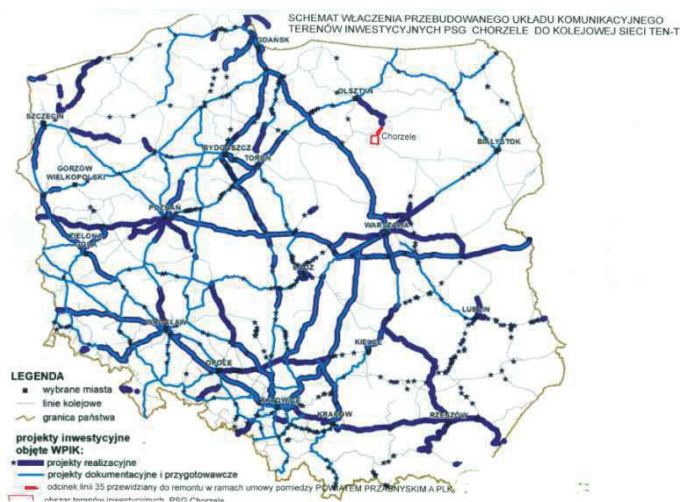 SCHEMAT WŁĄCZENIA PRZEBUDOWANEGO UKŁADU KOMUNIKACYJNEGO
TERENÓW INWESTYCYJNYCH PSG CHORZELE DO KOLEJOWEJ SIECI TEN-T
GDAŃSK
OLSZTYN
SZCZECIN
Chorzele
BIAŁYSTOK
BYDGOSZCZ
TORUŃ
GORZÓW
WIELKOPOLSKI
POZNAŃ
WARSZAWA
ZIELONA
GÓRA
ŁÓDŹ
LUBLIN
WROCŁAW
KIELCE
OPOLE
KATOWICE
KRAKÓW
RZESZÓW
LEGENDA
wybrane miasta
linie kolejowe
granica państwa
projekty inwestycyjne
objęte WPIK:
projekty realizacyjne
projekty dokumentacyjne i przygotowawcze
odcinek linii 35 przewidziany do remontu w ramach umowy pomiędzy POWIATEM PRZASNYSKIM A PLK
obszar terenów inwestycyjnych PSG Chorzele